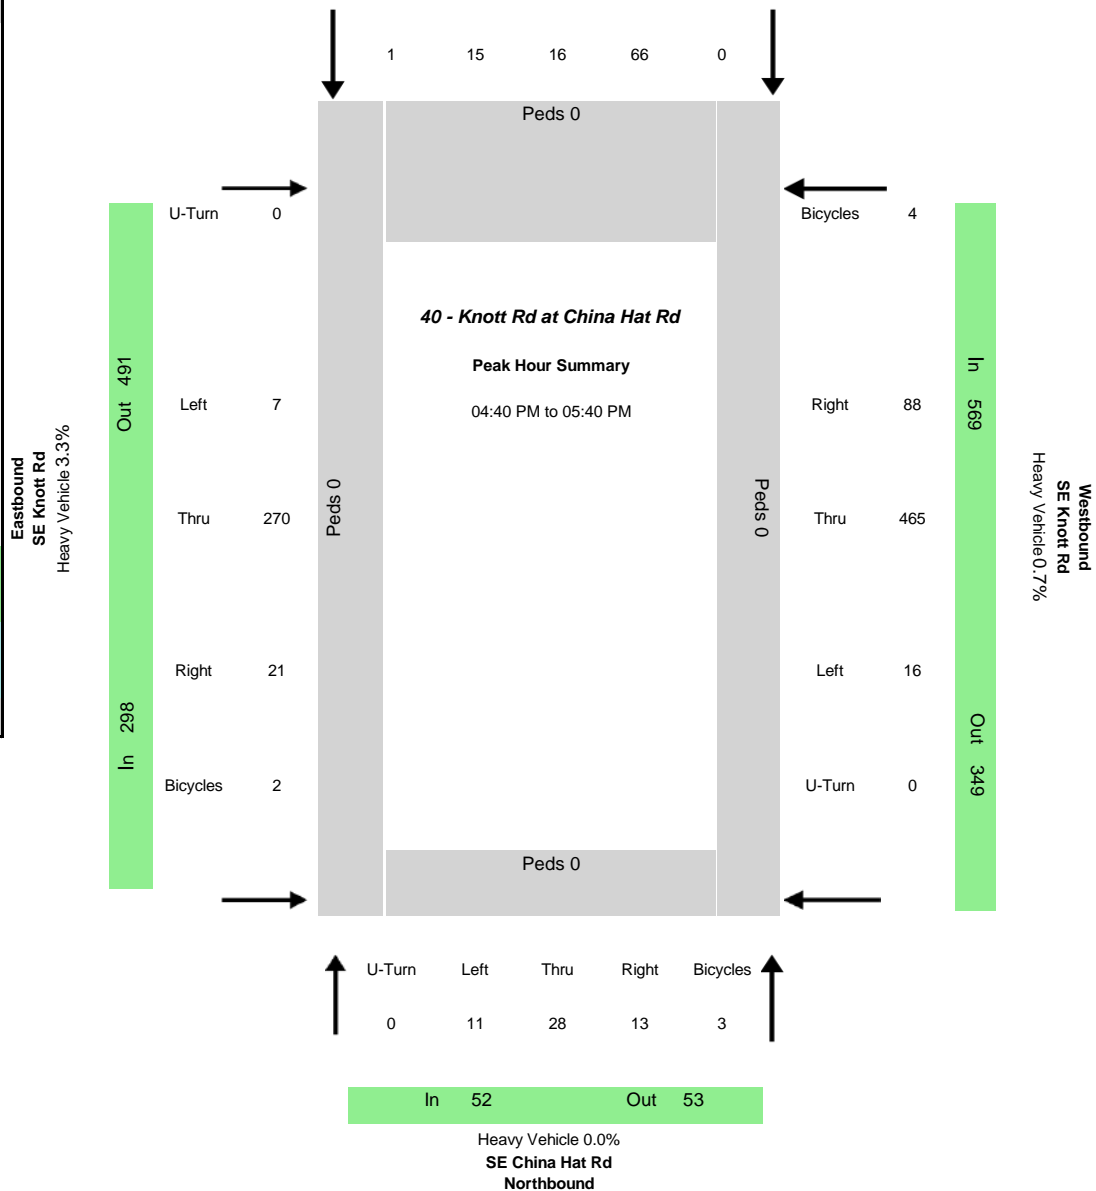 1 15 16 66 0
Peds 0
U-Turn 0
Bicycles 4
40 - Knott Rd at China Hat Rd
Peak Hour Summary
04:40 PM to 05:40 PM
Out 491
In 298
Eastbound
SE Knott Rd
Heavy Vehicle 3.3%
Left 7
Thru 270
Right 21
Bicycles 2
Peds 0
Peds 0
Right 88
Thru 465
Left 16
U-Turn 0
In 569
Out 349
Westbound
SE Knott Rd
Heavy Vehicle 0.7%
Peds 0
U-Turn Left Thru Right Bicycles
0 11 28 13 3
In 52 Out 53
Heavy Vehicle 0.0%
SE China Hat Rd
Northbound